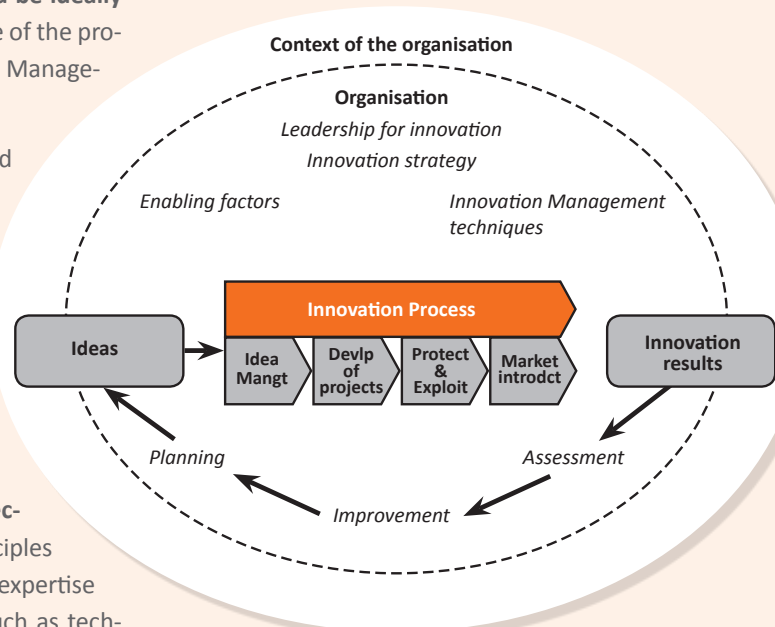 d be ideally
e of the pro-
Manage-
d
ec-
ciples
expertise
uch as tech-
Context of the organisation
Organisation
Leadership for innovation
Innovation strategy
Enabling factors
Innovation Management
techniques
Innovation Process
Ideas
Idea
Mangt
Devlp
of
projects
Protect
&
Exploit
Market
introdct
Innovation
results
Planning
Assessment
Improvement